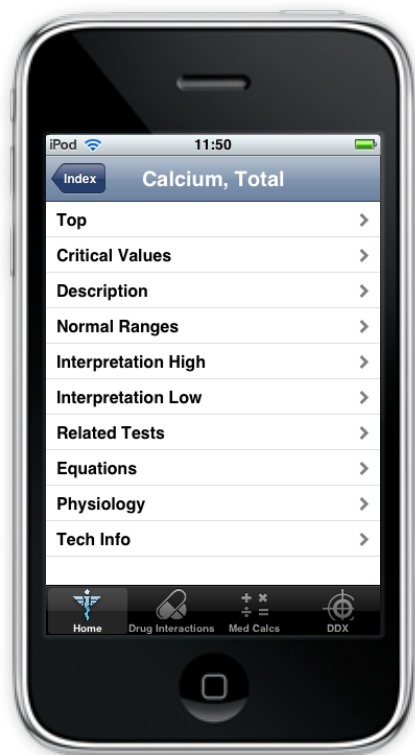 iPod 11:50
Index Calcium, Total
Top
Critical Values
Description
Normal Ranges
Interpretation High
Interpretation Low
Related Tests
Equations
Physiology
Tech Info
Home Drug Interactions Med Calcs DDX